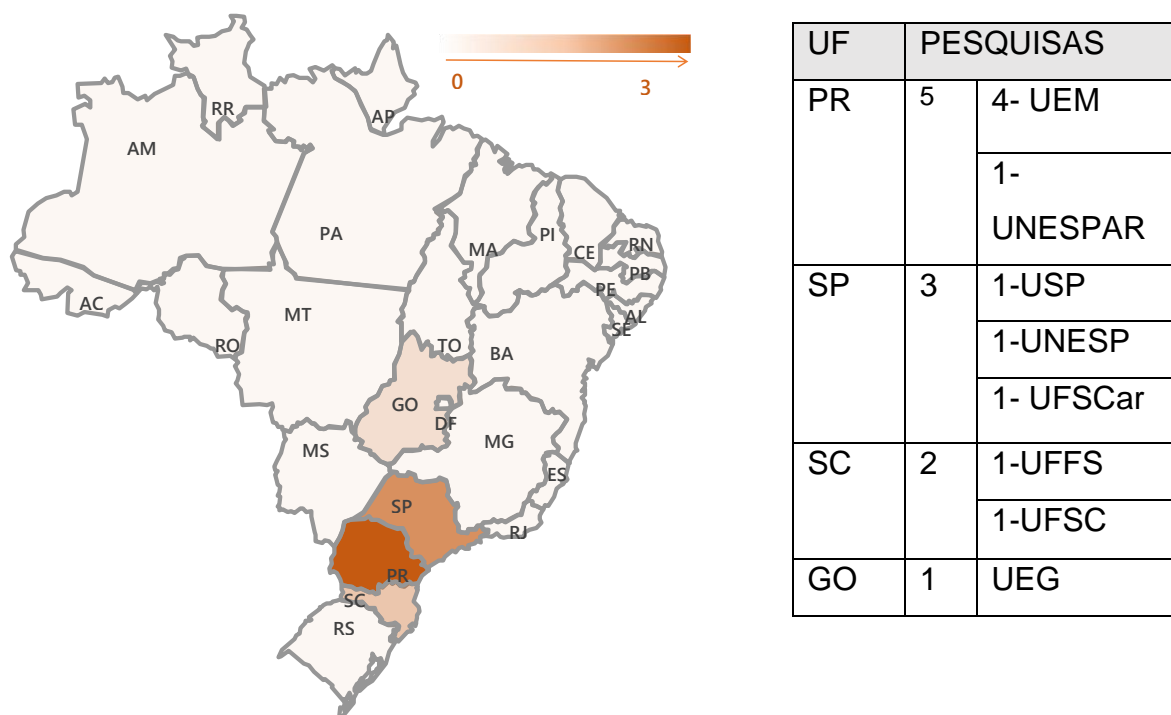 0
3
RR
AP
AM
PA
MA
PI
CE
RN
PB
PE
AL
SE
AC
RO
MT
TO
BA
GO
DF
MG
MS
ES
SP
RJ
PR
SC
RS
UF PESQUISAS
PR 5 4- UEM
1-
UNESPAR
SP 3 1-USP
1-UNESP
1- UFSCar
SC 2 1-UFFS
1-UFSC
GO 1 UEG